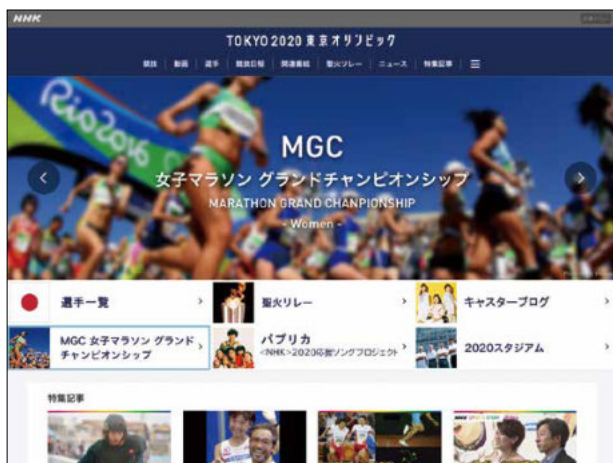 NHK
TOKYO 2020 東京オリンピック
競技 動画 選手 競技日程 関連番組 聖火リレー ニュース 特集記事
Rio2016
MGC
女子マラソン グランドチャンピオンシップ
MARATHON GRAND CHANPIONSHIP
- Women -
選手一覧
聖火リレー
キャスターブログ
MGC 女子マラソン グランド
チャンピオンシップ
パプリカ
<NHK>2020応援ソングプロジェクト
2020スタジアム
特集記事